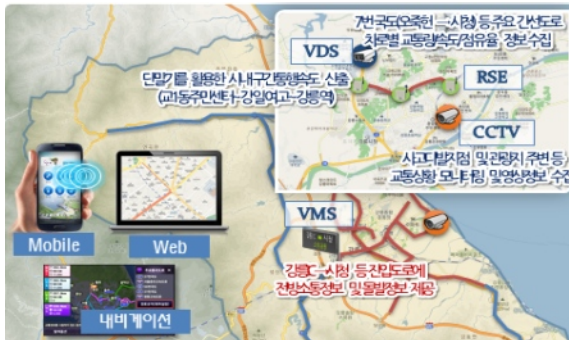 7번 국도(오죽헌 → 시청) 등 주요 간선도로
차로별 교통량/속도/점유율 정보 수집
VDS
단말기를 활용한 시내 구간통행속도 산출
(교1동주민센터-강일여고-강릉역)
RSE
CCTV
사고다발지점 및 관광지 주변 등
교통상황 모니터링 및 영상정보 수집
VMS
강릉IC-시청 등 진입도로에
전방소통정보 및 돌발정보 제공
Mobile
Web
내비게이션